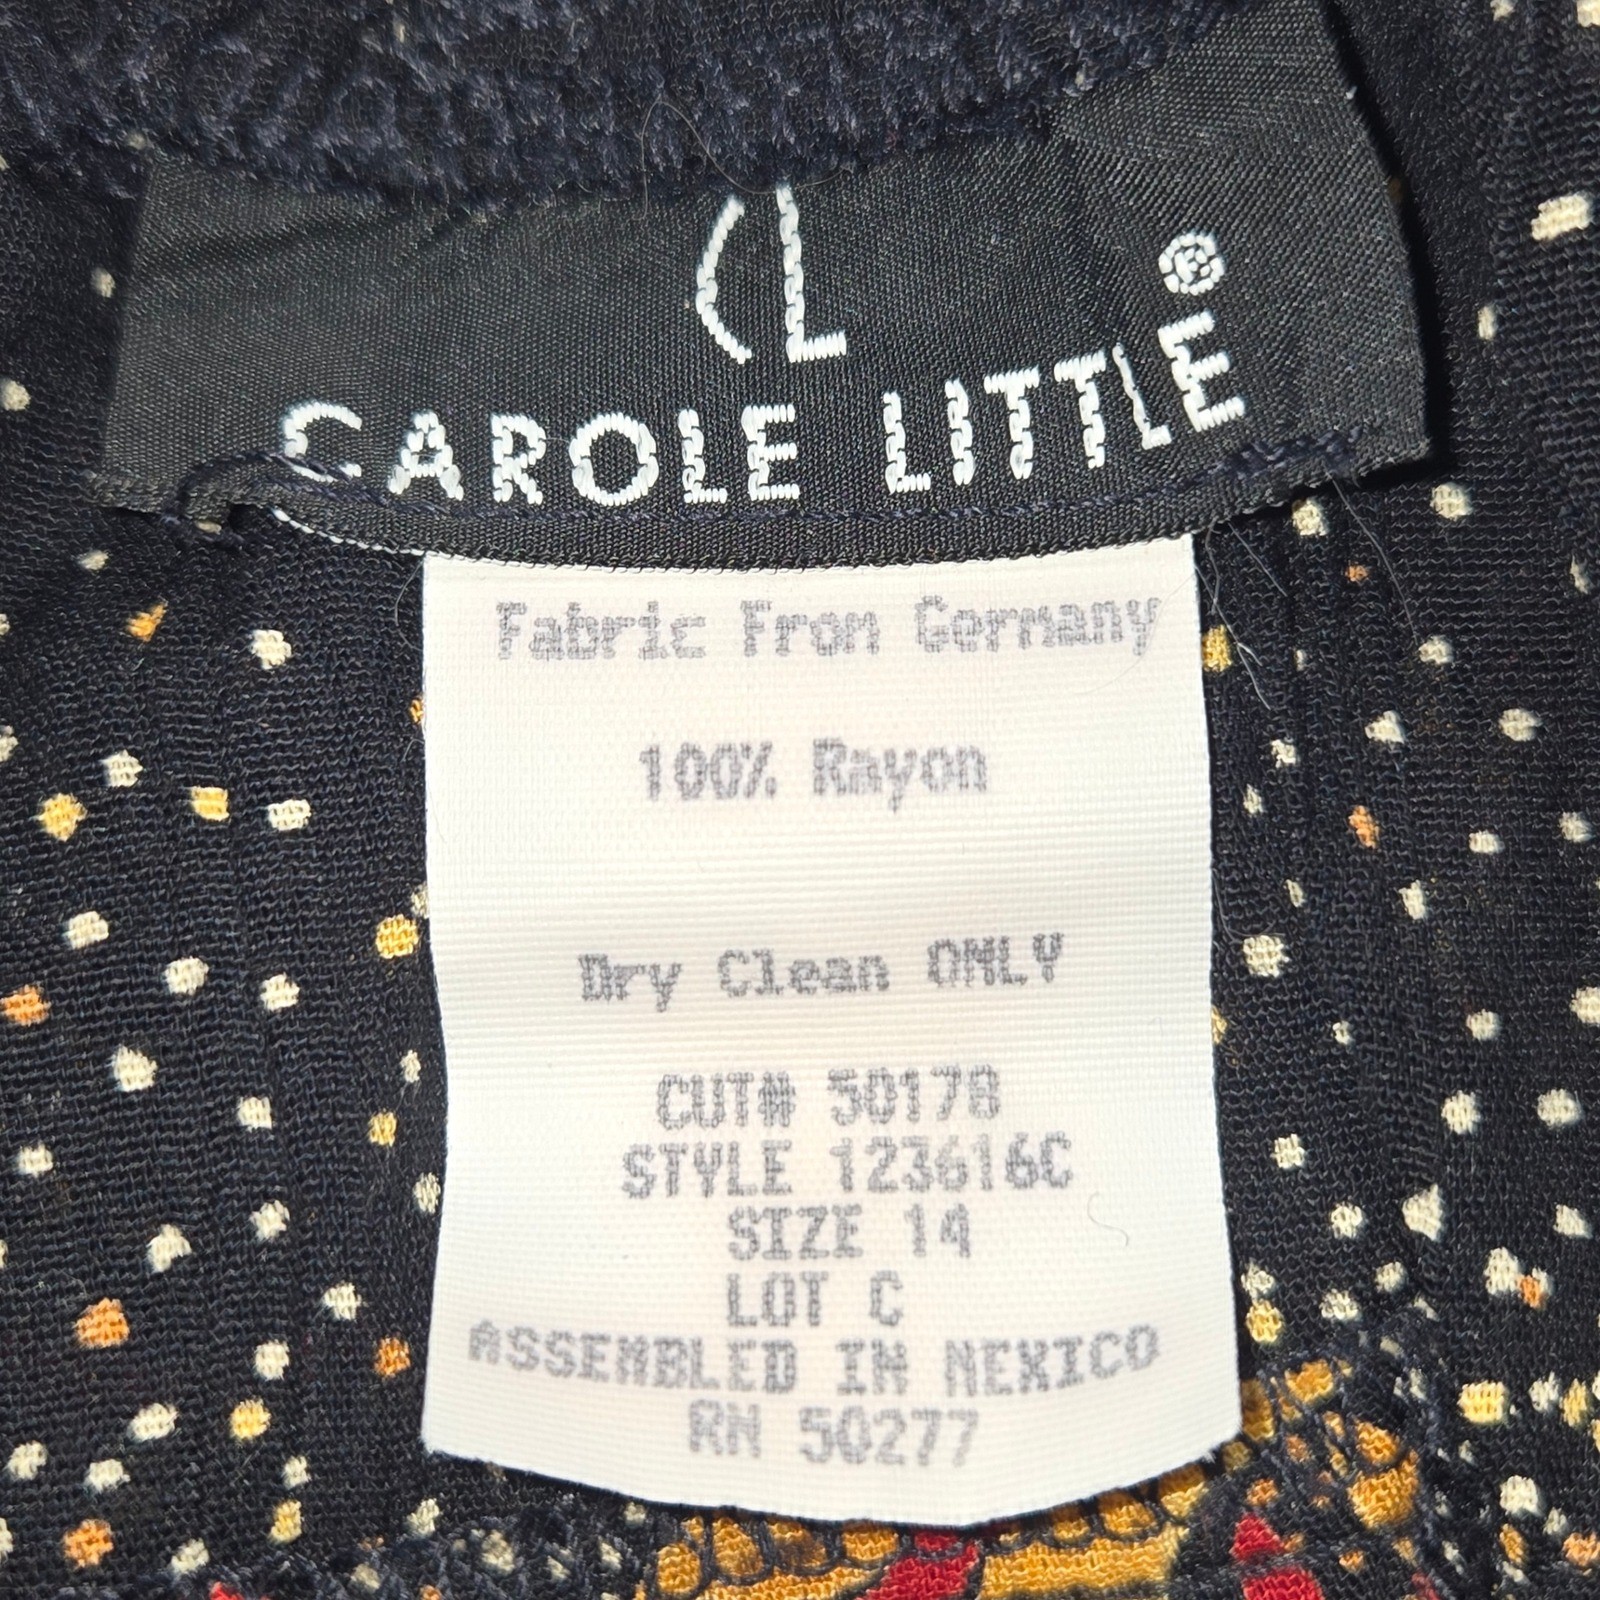 CL
CAROLE LITTLE®
Fabric From Germany
100% Rayon
Dry Clean ONLY
CUT# 50178
STYLE 123616C
SIZE 14
LOT C
ASSEMBLED IN MEXICO
RN 50277